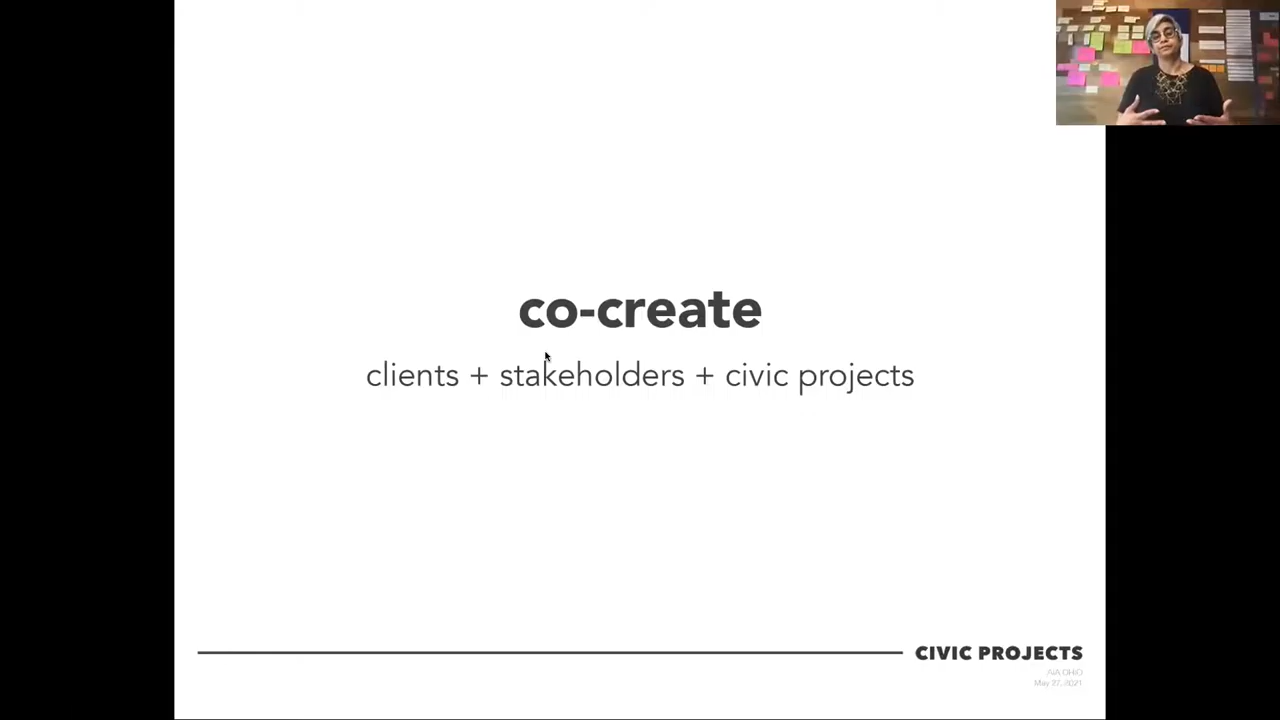 co-create
clients + stakeholders + civic projects
CIVIC PROJECTS
AIA OHIO
May 27, 2021